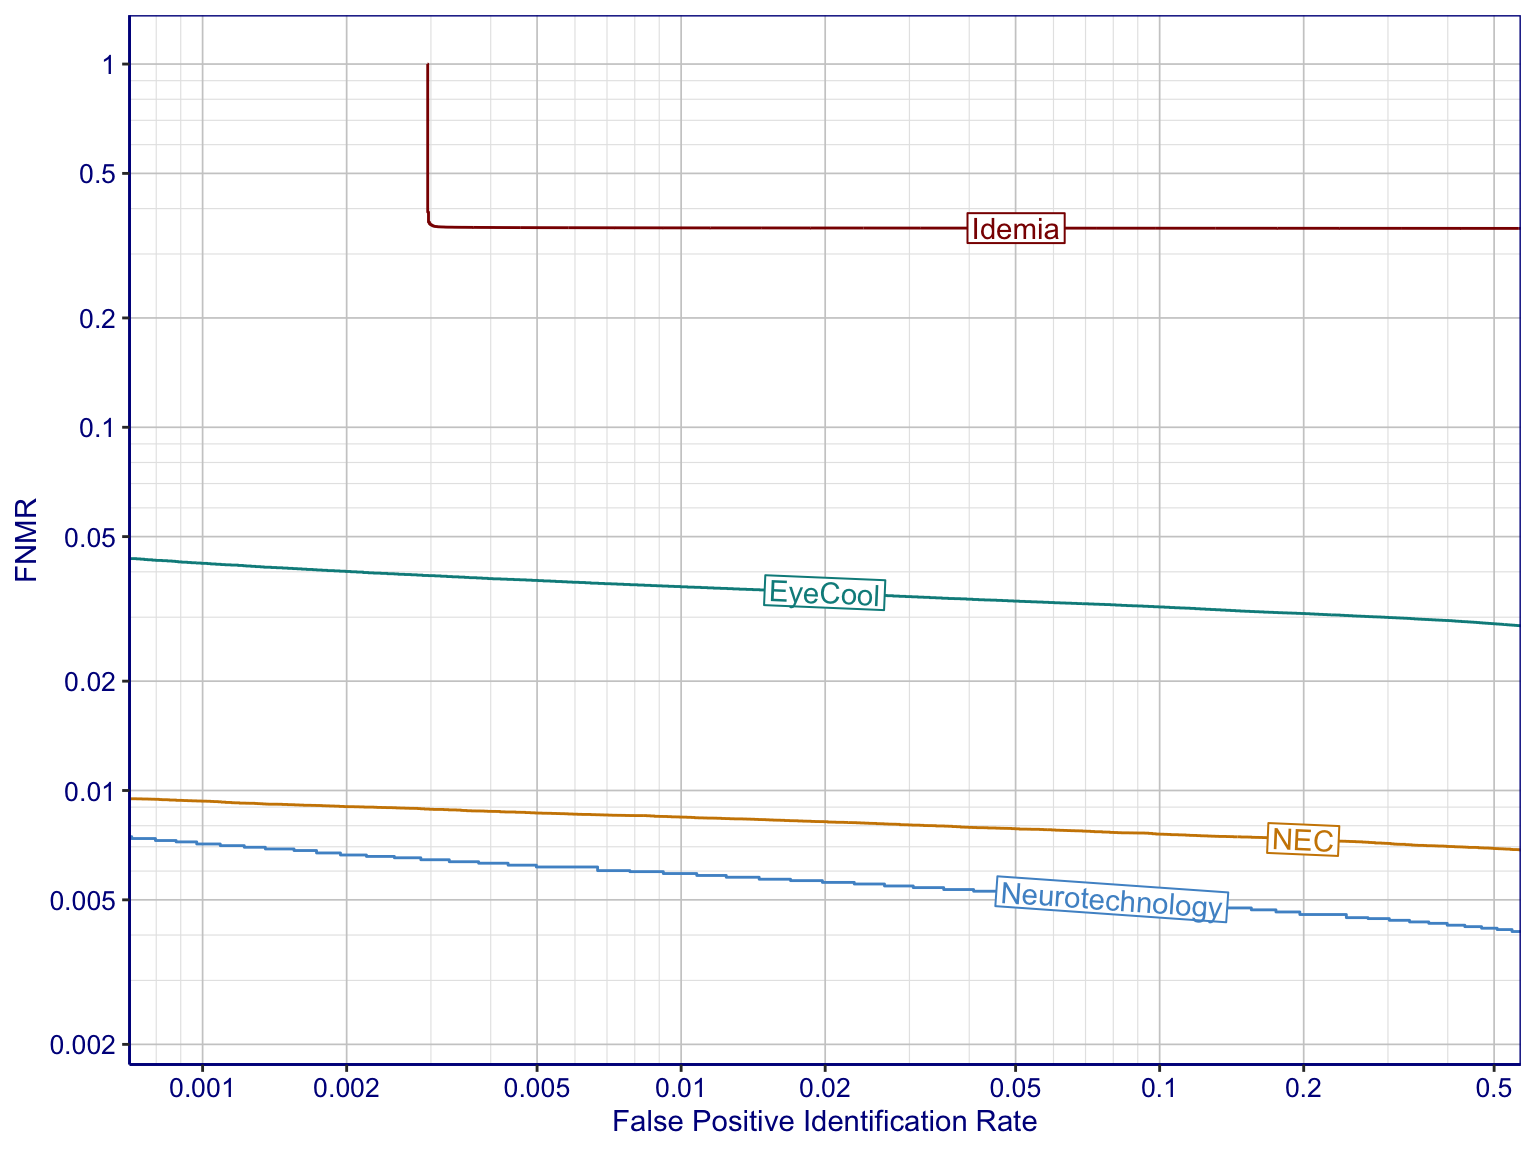 FNMR
1
0.5
0.2
0.1
0.05
0.02
0.01
0.005
0.002
Idemia
EyeCool
NEC
Neurotechnology
0.001 0.002 0.005 0.01 0.02 0.05 0.1 0.2 0.5
False Positive Identification Rate